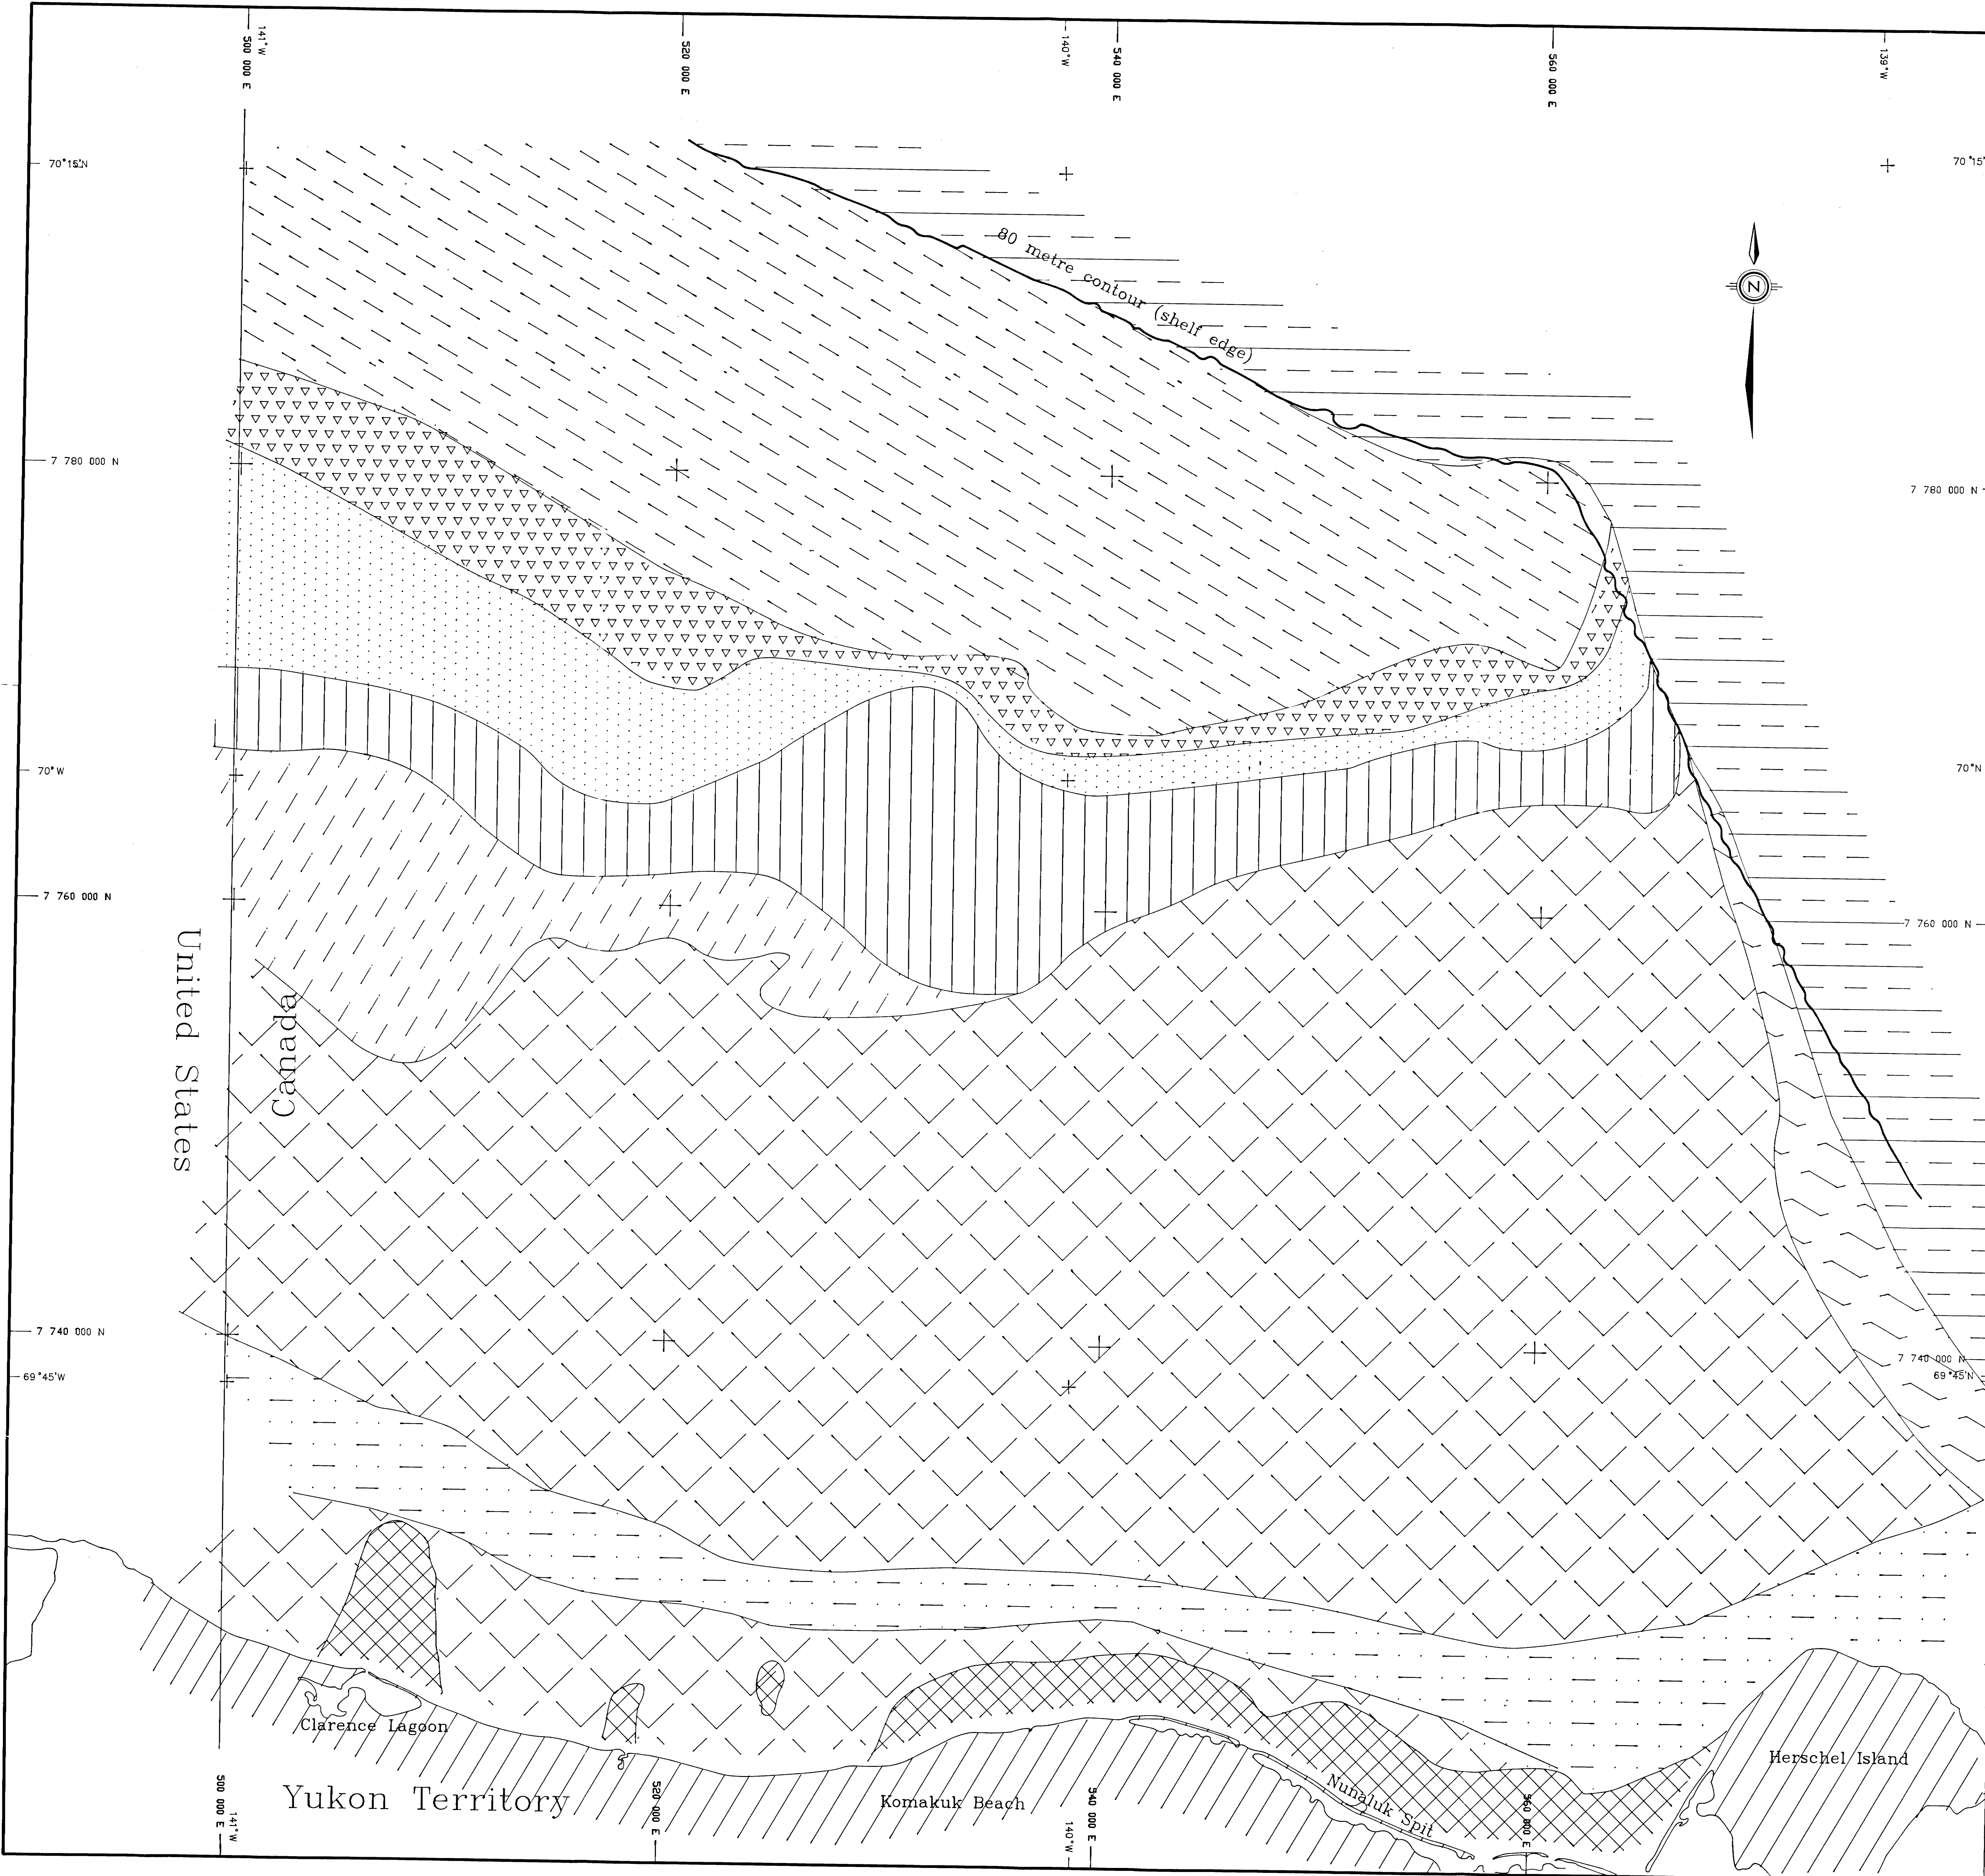 141°W
500 000 E
520 000 E
140°W
540 000 E
560 000 E
139°W
70°15'N
70°15'
80 metre contour (shelf edge)
N
7 780 000 N
7 780 000 N
70°W
70°N
7 760 000 N
7 760 000 N
United States
Canada
7 740 000 N
7 740 000 N
69°45'W
69°45'N
Clarence Lagoon
Herschel Island
Yukon Territory
Komakuk Beach
Nunaluk Spit
500 000 E
141°W
520 000 E
140°W
540 000 E
560 000 E